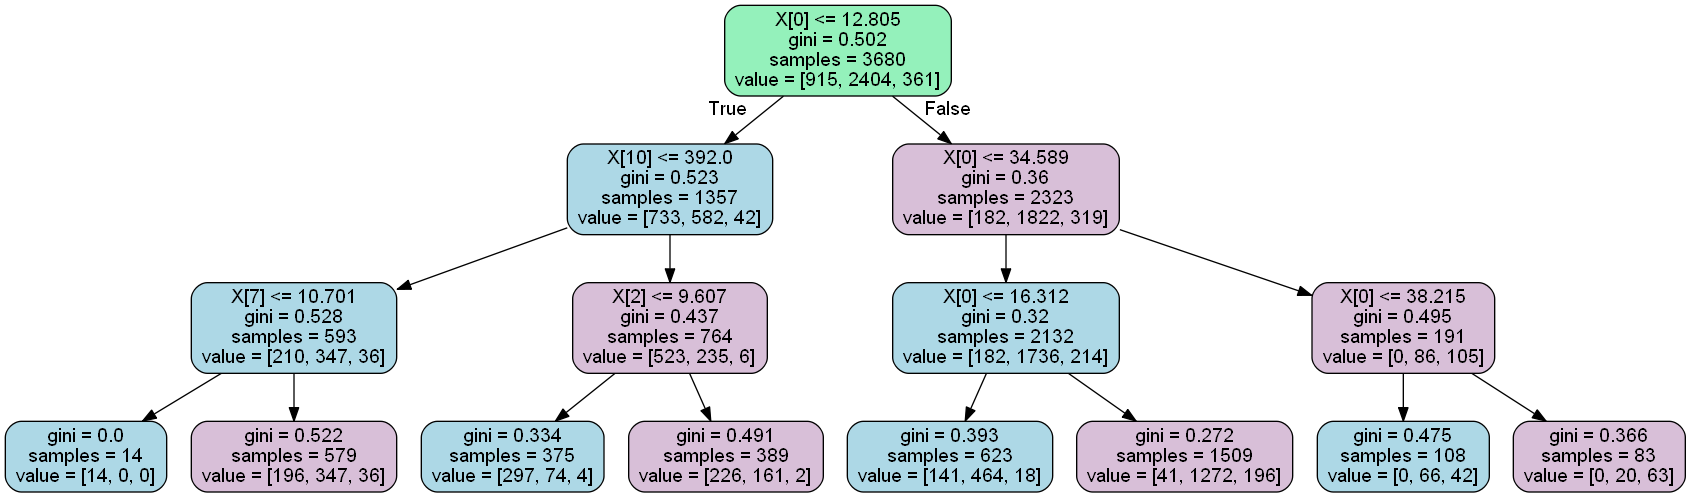 X[0] <= 12.805
gini = 0.502
samples = 3680
value = [915, 2404, 361]
True
False
X[10] <= 392.0
gini = 0.523
samples = 1357
value = [733, 582, 42]
X[0] <= 34.589
gini = 0.36
samples = 2323
value = [182, 1822, 319]
X[7] <= 10.701
gini = 0.528
samples = 593
value = [210, 347, 36]
X[2] <= 9.607
gini = 0.437
samples = 764
value = [523, 235, 6]
X[0] <= 16.312
gini = 0.32
samples = 2132
value = [182, 1736, 214]
X[0] <= 38.215
gini = 0.495
samples = 191
value = [0, 86, 105]
gini = 0.0
samples = 14
value = [14, 0, 0]
gini = 0.522
samples = 579
value = [196, 347, 36]
gini = 0.334
samples = 375
value = [297, 74, 4]
gini = 0.491
samples = 389
value = [226, 161, 2]
gini = 0.393
samples = 623
value = [141, 464, 18]
gini = 0.272
samples = 1509
value = [41, 1272, 196]
gini = 0.475
samples = 108
value = [0, 66, 42]
gini = 0.366
samples = 83
value = [0, 20, 63]